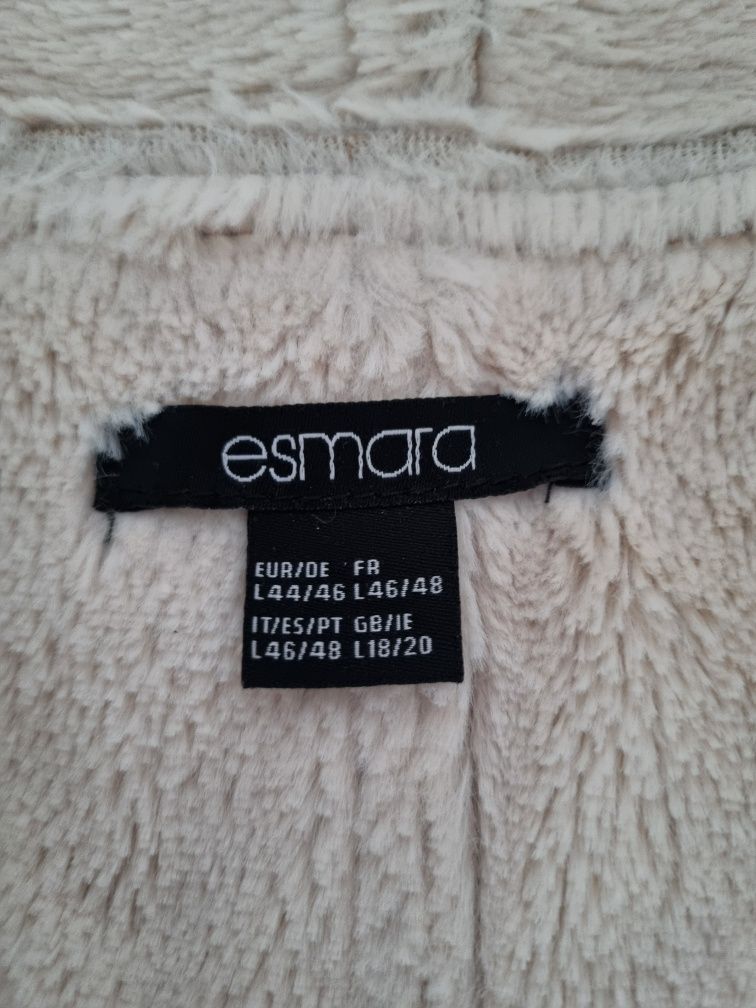 esmara
EUR/DE FR
L44/46 L46/48
IT/ES/PT GB/IE
L46/48 L18/20